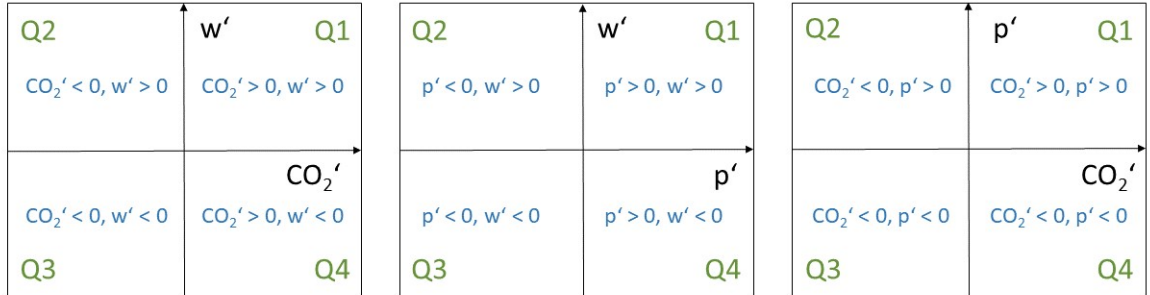 Q2 w‘ Q1
CO₂‘ < 0, w‘ > 0 CO₂‘ > 0, w‘ > 0
CO₂‘
CO₂‘ < 0, w‘ < 0 CO₂‘ > 0, w‘ < 0
Q3 Q4
Q2 w‘ Q1
p‘ < 0, w‘ > 0 p‘ > 0, w‘ > 0
p‘
p‘ < 0, w‘ < 0 p‘ > 0, w‘ < 0
Q3 Q4
Q2 p‘ Q1
CO₂‘ < 0, p‘ > 0 CO₂‘ > 0, p‘ > 0
CO₂‘
CO₂‘ < 0, p‘ < 0 CO₂‘ < 0, p‘ < 0
Q3 Q4